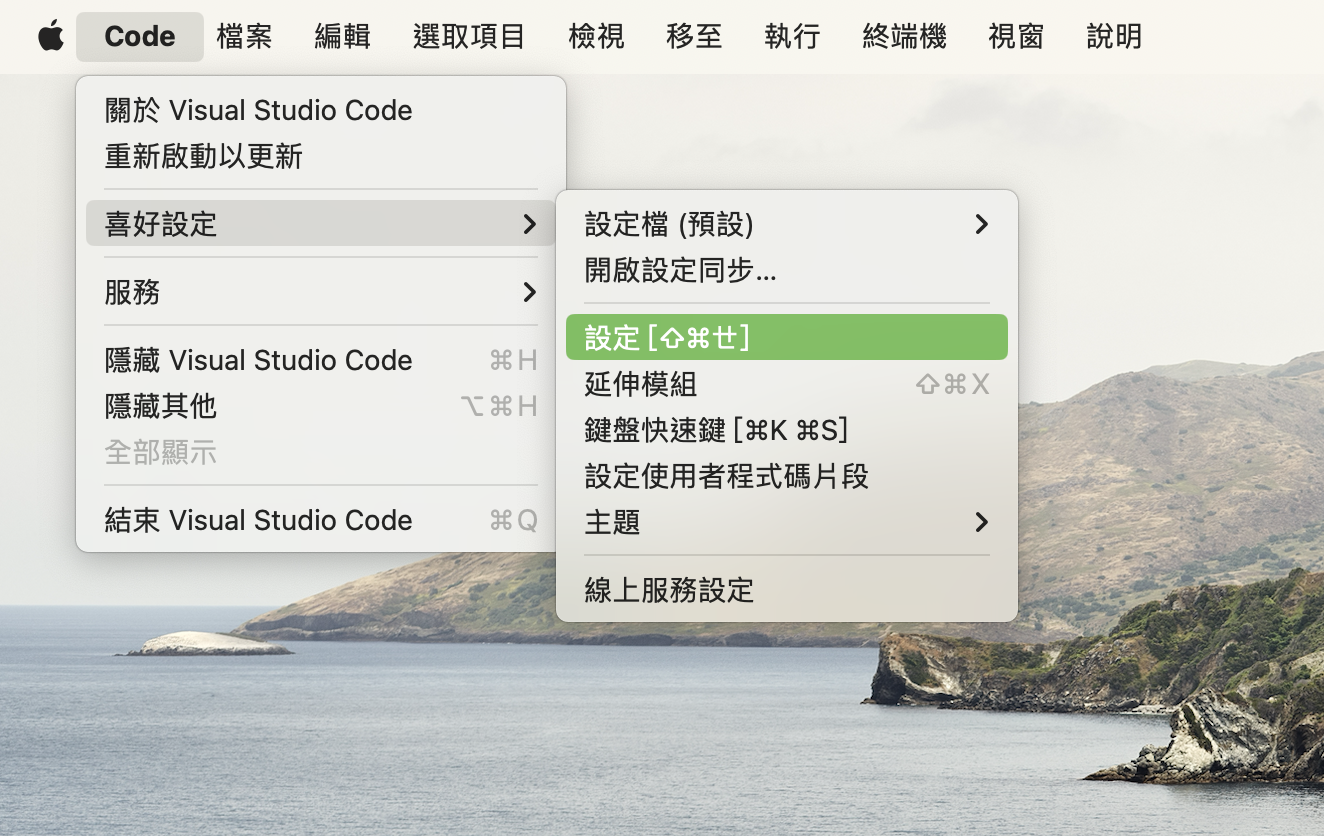 Code 檔案 編輯 選取項目 檢視 移至 執行 終端機 視窗 說明
關於 Visual Studio Code
重新啟動以更新
喜好設定
服務
隱藏 Visual Studio Code ⌘H
隱藏其他 ⌥⌘H
全部顯示
結束 Visual Studio Code ⌘Q
設定檔 (預設)
開啟設定同步...
設定 [⇧⌘ㄝ]
延伸模組 ⇧⌘X
鍵盤快速鍵 [⌘K ⌘S]
設定使用者程式碼片段
主題
線上服務設定